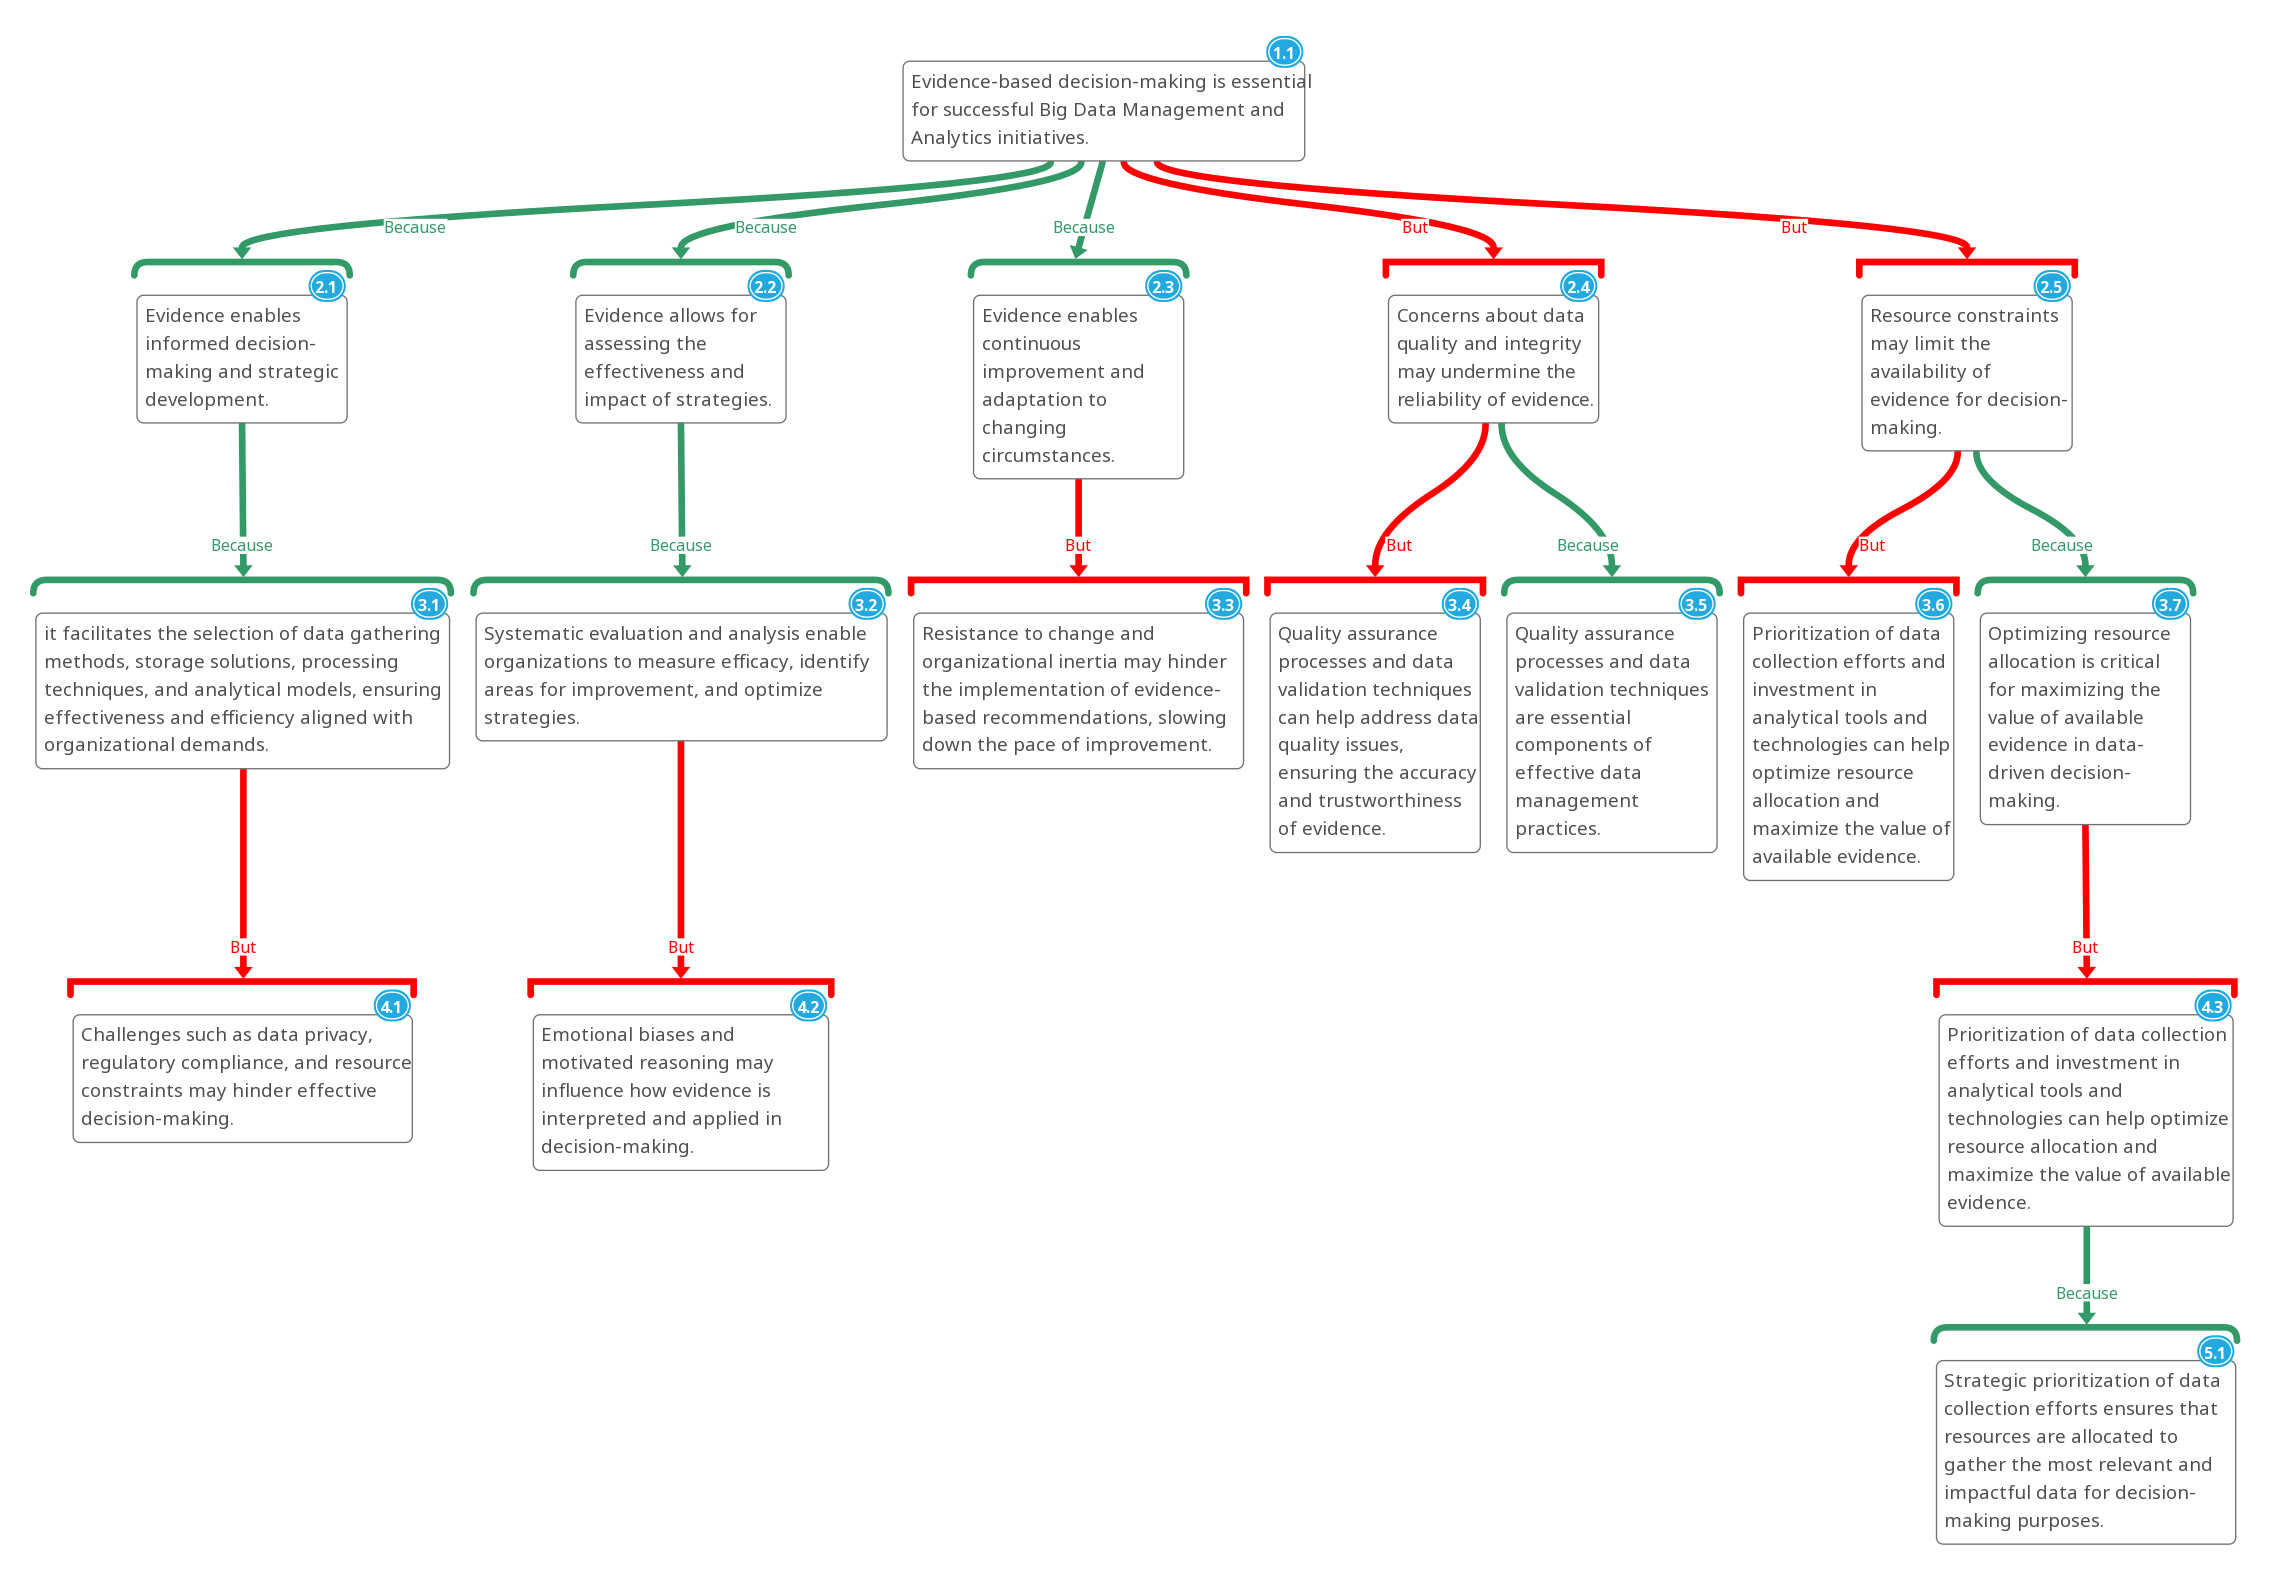 1.1
Evidence-based decision-making is essential
for successful Big Data Management and
Analytics initiatives.
Because
Because
Because
But
But
2.1
Evidence enables
informed decision-
making and strategic
development.
2.2
Evidence allows for
assessing the
effectiveness and
impact of strategies.
2.3
Evidence enables
continuous
improvement and
adaptation to
changing
circumstances.
2.4
Concerns about data
quality and integrity
may undermine the
reliability of evidence.
2.5
Resource constraints
may limit the
availability of
evidence for decision-
making.
Because
Because
But
But
Because
But
Because
3.1
it facilitates the selection of data gathering
methods, storage solutions, processing
techniques, and analytical models, ensuring
effectiveness and efficiency aligned with
organizational demands.
3.2
Systematic evaluation and analysis enable
organizations to measure efficacy, identify
areas for improvement, and optimize
strategies.
3.3
Resistance to change and
organizational inertia may hinder
the implementation of evidence-
based recommendations, slowing
down the pace of improvement.
3.4
Quality assurance
processes and data
validation techniques
can help address data
quality issues,
ensuring the accuracy
and trustworthiness
of evidence.
3.5
Quality assurance
processes and data
validation techniques
are essential
components of
effective data
management
practices.
3.6
Prioritization of data
collection efforts and
investment in
analytical tools and
technologies can help
optimize resource
allocation and
maximize the value of
available evidence.
3.7
Optimizing resource
allocation is critical
for maximizing the
value of available
evidence in data-
driven decision-
making.
But
But
But
4.1
Challenges such as data privacy,
regulatory compliance, and resource
constraints may hinder effective
decision-making.
4.2
Emotional biases and
motivated reasoning may
influence how evidence is
interpreted and applied in
decision-making.
4.3
Prioritization of data collection
efforts and investment in
analytical tools and
technologies can help optimize
resource allocation and
maximize the value of available
evidence.
Because
5.1
Strategic prioritization of data
collection efforts ensures that
resources are allocated to
gather the most relevant and
impactful data for decision-
making purposes.